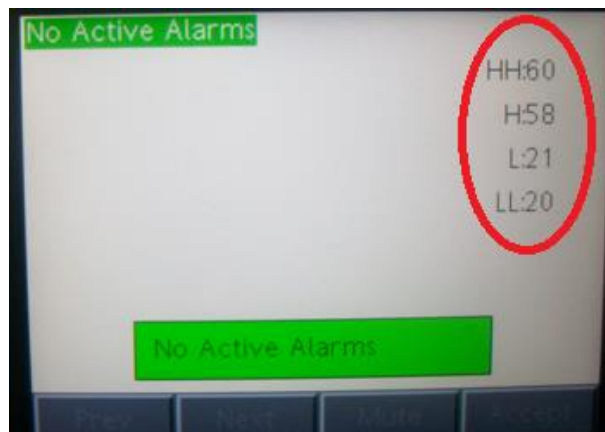 No Active Alarms
HH:60
H:58
L:21
LL:20
No Active Alarms
Prev Next Mute Accept